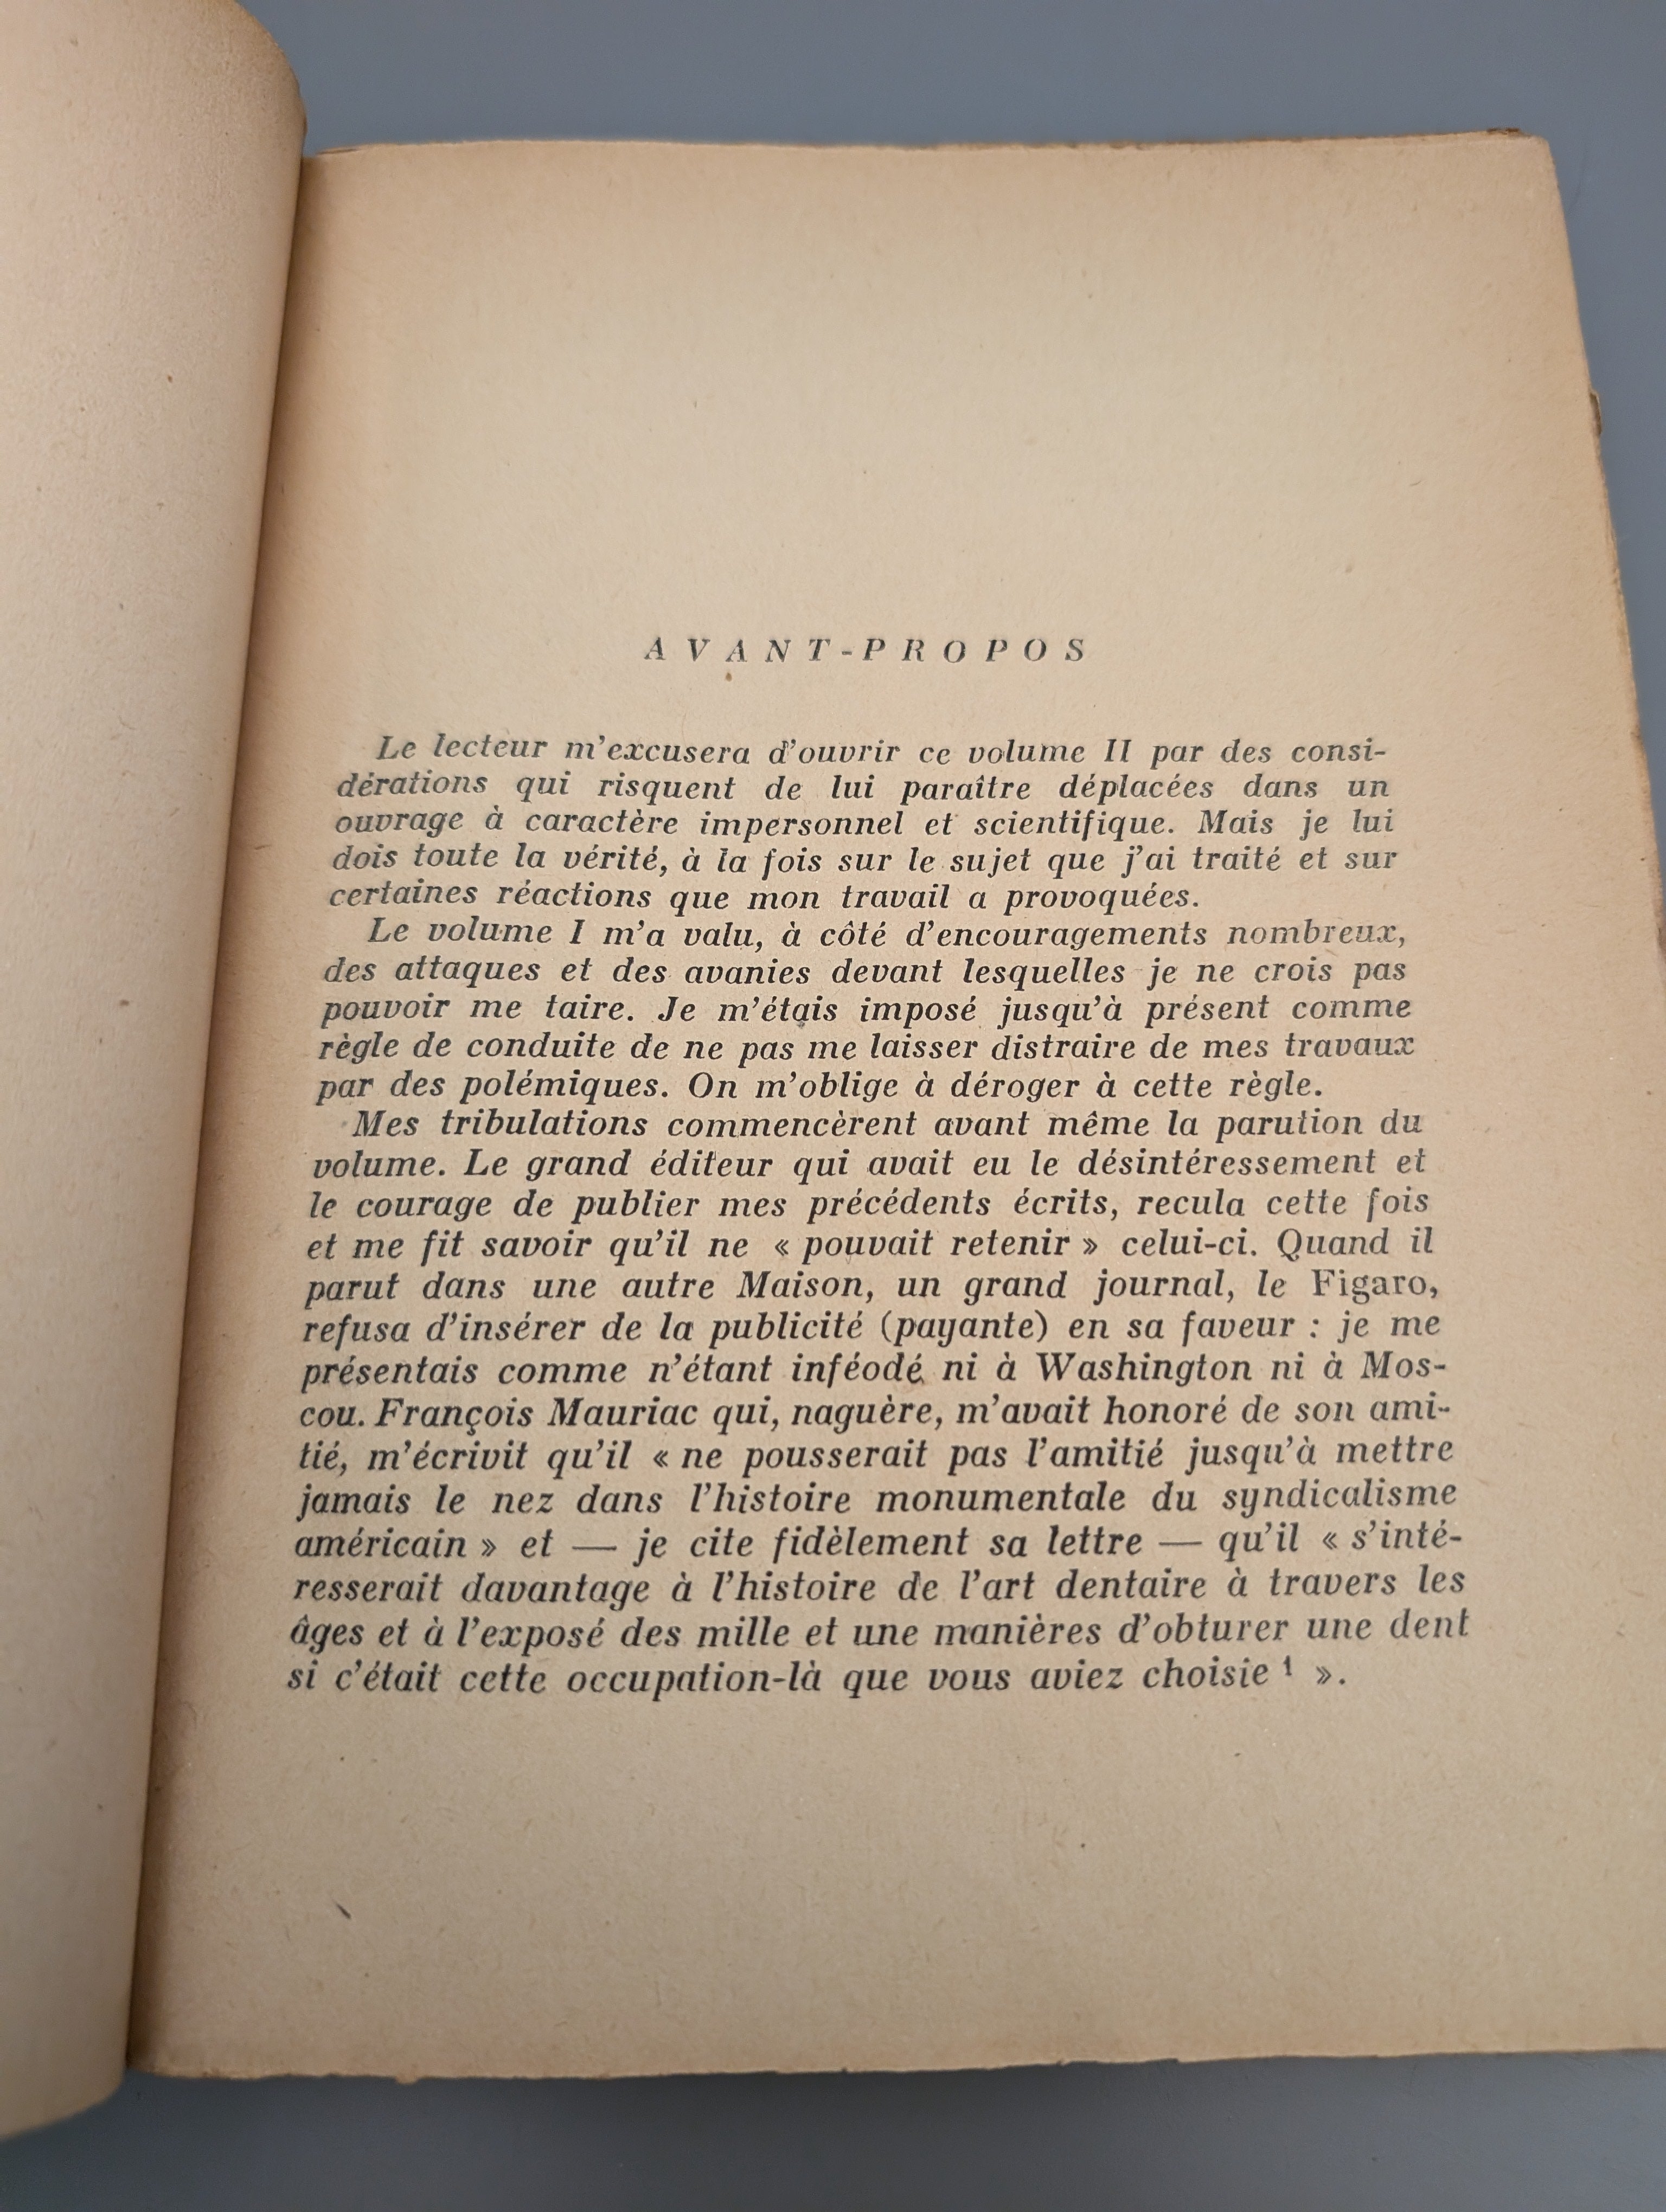 AVANT-PROPOS
Le lecteur m'excusera d'ouvrir ce volume II par des consi-
dérations qui risquent de lui paraître déplacées dans un
ouvrage à caractère impersonnel et scientifique. Mais je lui
dois toute la vérité, à la fois sur le sujet que j'ai traité et sur
certaines réactions que mon travail a provoquées.
Le volume I m'a valu, à côté d'encouragements nombreux,
des attaques et des avanies devant lesquelles je ne crois pas
pouvoir me taire. Je m'étais imposé jusqu'à présent comme
règle de conduite de ne pas me laisser distraire de mes travaux
par des polémiques. On m'oblige à déroger à cette règle.
Mes tribulations commencèrent avant même la parution du
volume. Le grand éditeur qui avait eu le désintéressement et
le courage de publier mes précédents écrits, recula cette fois
et me fit savoir qu'il ne « pouvait retenir » celui-ci. Quand il
parut dans une autre Maison, un grand journal, le Figaro,
refusa d'insérer de la publicité (payante) en sa faveur : je me
présentais comme n'étant inféodé ni à Washington ni à Mos-
cou. François Mauriac qui, naguère, m'avait honoré de son ami-
tié, m'écrivit qu'il « ne pousserait pas l'amitié jusqu'à mettre
jamais le nez dans l'histoire monumentale du syndicalisme
américain » et — je cite fidèlement sa lettre — qu'il « s'inté-
resserait davantage à l'histoire de l'art dentaire à travers les
âges et à l'exposé des mille et une manières d'obturer une dent
si c'était cette occupation-là que vous aviez choisie ¹ ».